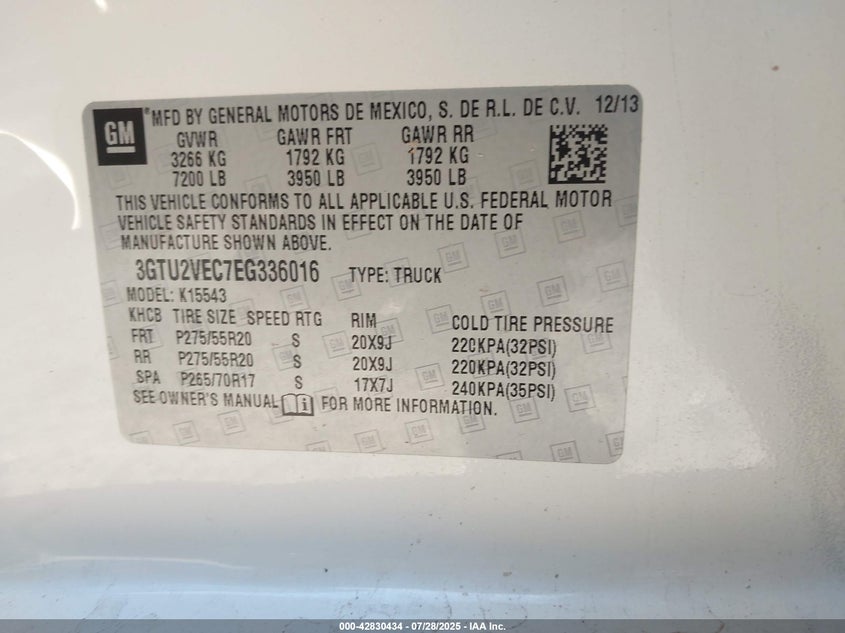 GM
®MFD BY GENERAL MOTORS DE MEXICO, S. DE R.L. DE C.V. 12/13
GVWR GAWR FRT GAWR RR
3266 KG 1792 KG 1792 KG
7200 LB 3950 LB 3950 LB
THIS VEHICLE CONFORMS TO ALL APPLICABLE U.S. FEDERAL MOTOR
VEHICLE SAFETY STANDARDS IN EFFECT ON THE DATE OF
MANUFACTURE SHOWN ABOVE.
3GTU2VEC7EG336016 TYPE: TRUCK
MODEL: K15543
KHCB TIRE SIZE SPEED RTG RIM COLD TIRE PRESSURE
FRT P275/55R20 S 20X9J 220KPA(32PSI)
RR P275/55R20 S 20X9J 220KPA(32PSI)
SPA P265/70R17 S 17X7J 240KPA(35PSI)
SEE OWNER'S MANUAL FOR MORE INFORMATION.
000-42830434 - 07/28/2025 - IAA Inc.